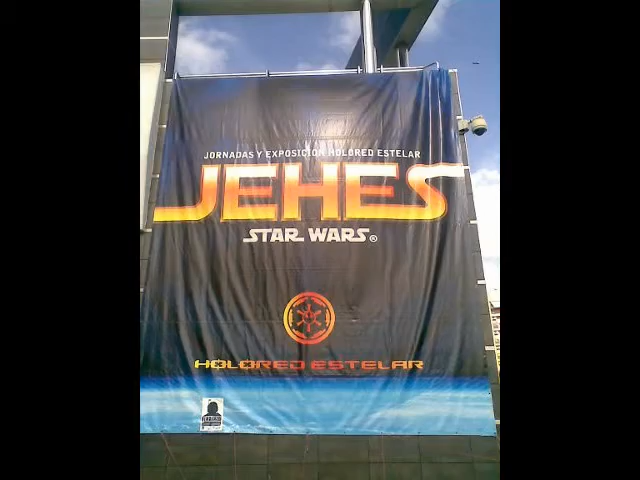 JORNADAS Y EXPOSICIÓN HOLORED ESTELAR
JEHES
STAR WARS®
HOLORED ESTELAR